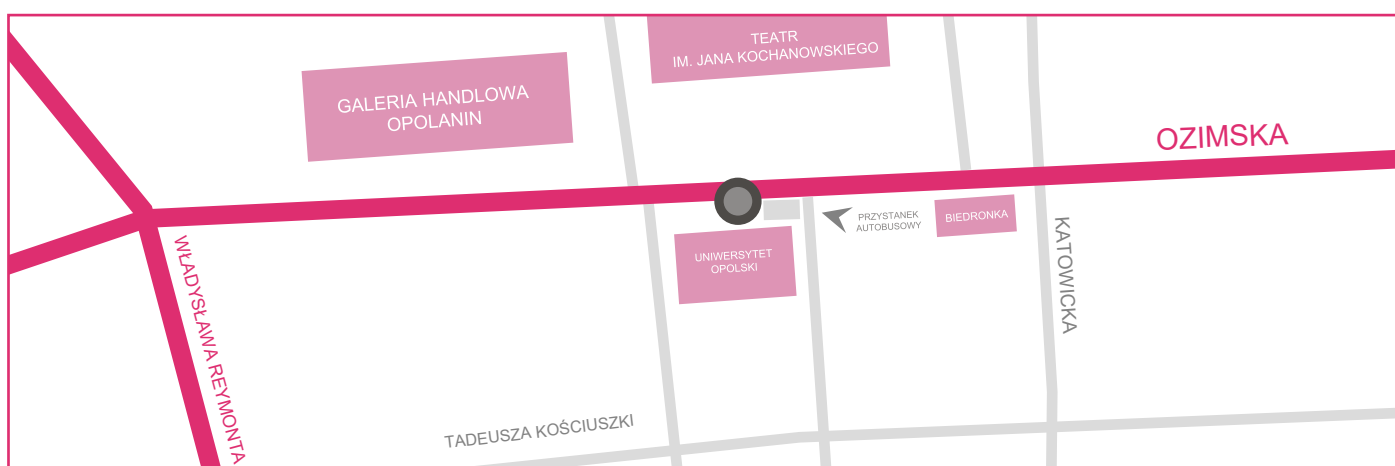 TEATR
IM. JANA KOCHANOWSKIEGO
GALERIA HANDLOWA
OPOLANIN
OZIMSKA
PRZYSTANEK
AUTOBUSOWY
BIEDRONKA
UNIWERSYTET
OPOLSKI
KATOWICKA
WŁADYSŁAWA REYMONTA
TADEUSZA KOŚCIUSZKI